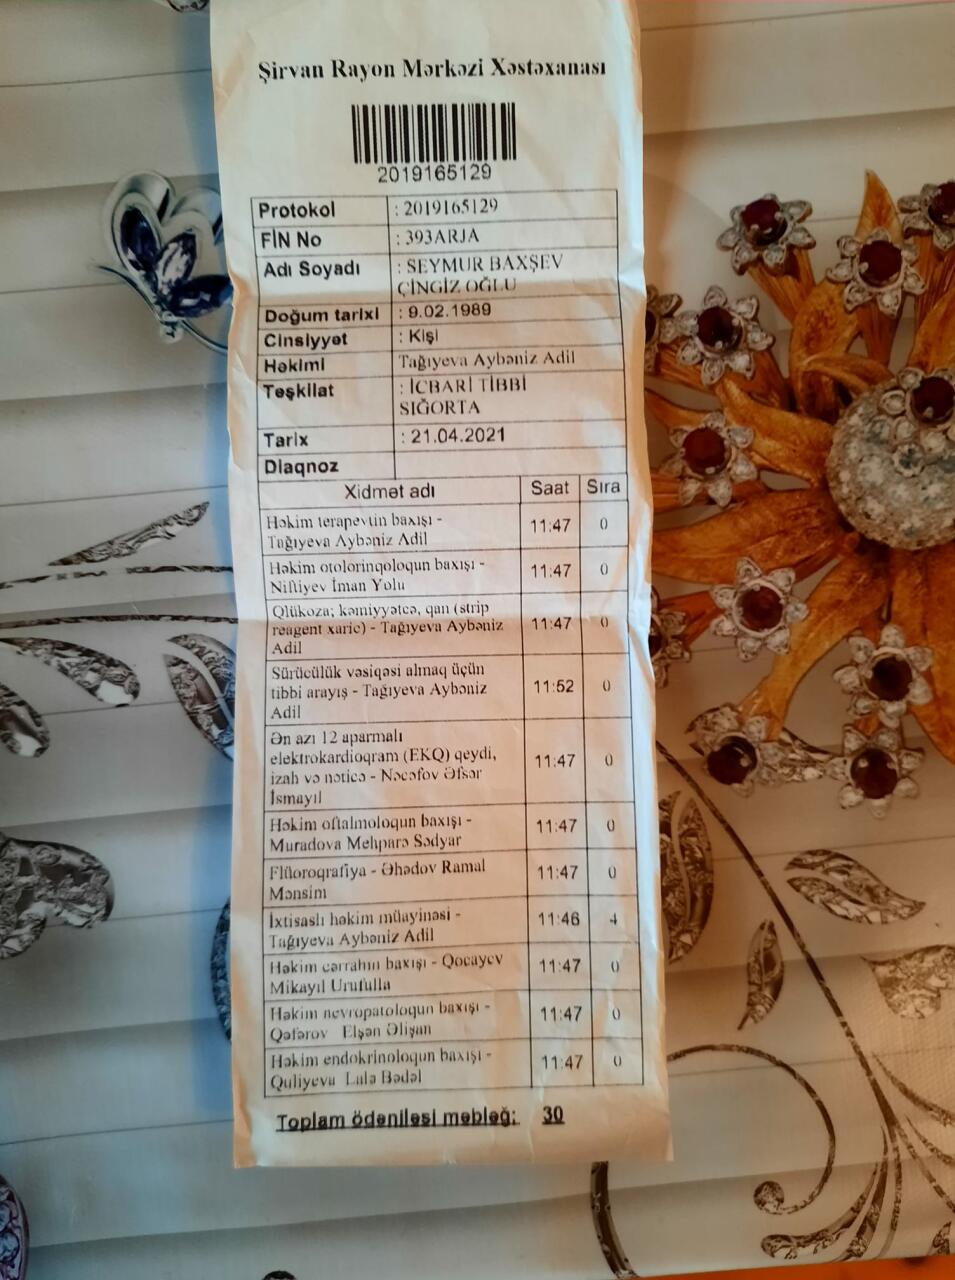 Şirvan Rayon Mərkəzi Xəstəxanası
2019165129
Protokol : 2019165129
FİN No : 393ARJA
Adı Soyadı : SEYMUR BAXŞEV
ÇİNGİZ OĞLU
Doğum tarixi : 9.02.1989
Cinsiyyət : Kişi
Həkimi Tağıyeva Aybəniz Adil
Təşkilat : İCBARİ TİBBİ
SIĞORTA
Tarix : 21.04.2021
Diaqnoz
Xidmət adı Saat Sıra
Həkim terapevtin baxışı -
Tağıyeva Aybəniz Adil 11:47 0
Həkim otolorinqoloqun baxışı -
Niftiyev İman Yolu 11:47 0
Qlükoza; kəmiyyətcə, qan (strip
reagent xaric) - Tağıyeva Aybəniz 11:47 0
Adil
Sürücülük vəsiqəsi almaq üçün
tibbi arayış - Tağıyeva Aybəniz 11:52 0
Adil
Ən azı 12 aparmalı
elektrokardioqram (EKQ) qeydi, 11:47 0
izah və nəticə - Nəcəfov Əfsər
İsmayıl
Həkim oftalmoloqun baxışı -
Muradova Mehparə Sədyar 11:47 0
Flüoroqrafiya - Əhədov Ramal
Mənsim 11:47 0
İxtisaslı həkim müayinəsi -
Tağıyeva Aybəniz Adil 11:46 4
Həkim cərrahın baxışı - Qocayev
Mikayıl Urufulla 11:47 0
Həkim nevropatoloqun baxışı -
Qəfərov Elşən Əlişan 11:47 0
Həkim endokrinoloqun baxışı -
Quliyeva Lalə Bədəl 11:47 0
Toplam ödəniləsi məbləğ: 30